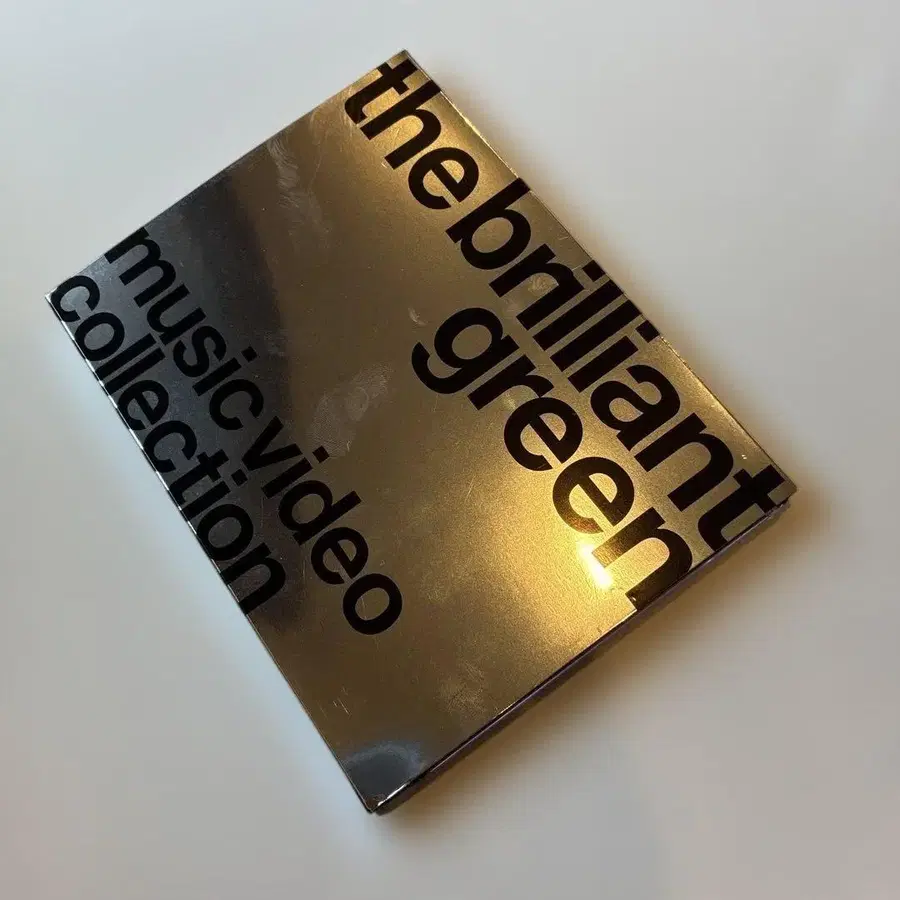 the brilliant
green
music video
collection